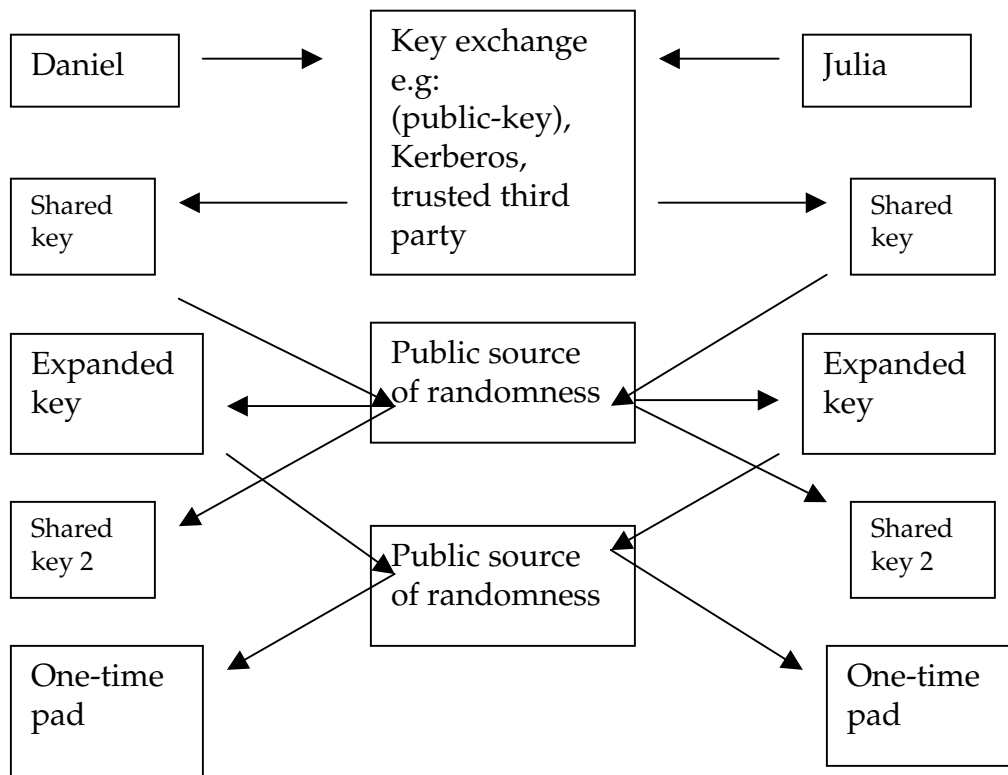 Daniel
Key exchange
e.g:
(public-key),
Kerberos,
trusted third
party
Julia
Shared
key
Shared
key
Expanded
key
Public source
of randomness
Expanded
key
Shared
key 2
Public source
of randomness
Shared
key 2
One-time
pad
One-time
pad